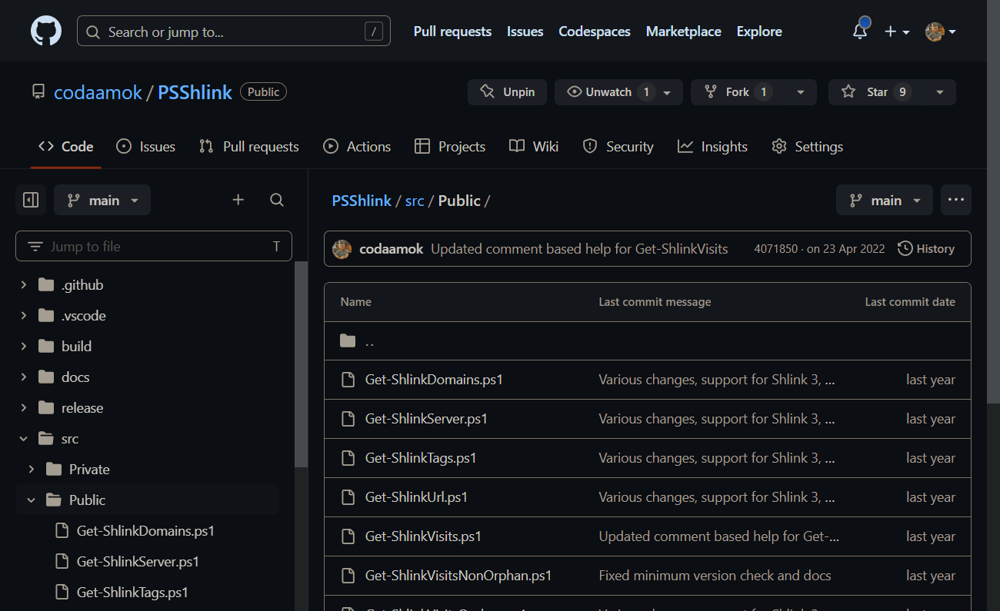 Search or jump to... /
Pull requests Issues Codespaces Marketplace Explore
codaamok / PSShlink Public
Unpin Unwatch 1 Fork 1 Star 9
Code Issues Pull requests Actions Projects Wiki Security Insights Settings
main
Jump to file T
.github
.vscode
build
docs
release
src
Private
Public
Get-ShlinkDomains.ps1
Get-ShlinkServer.ps1
Get-ShlinkTags.ps1
PSShlink / src / Public /
main ...
codaamok Updated comment based help for Get-ShlinkVisits 4071850 · on 23 Apr 2022 History
Name Last commit message Last commit date
..
Get-ShlinkDomains.ps1 Various changes, support for Shlink 3, ... last year
Get-ShlinkServer.ps1 Various changes, support for Shlink 3, ... last year
Get-ShlinkTags.ps1 Various changes, support for Shlink 3, ... last year
Get-ShlinkUrl.ps1 Various changes, support for Shlink 3, ... last year
Get-ShlinkVisits.ps1 Updated comment based help for Get-... last year
Get-ShlinkVisitsNonOrphan.ps1 Fixed minimum version check and docs last year